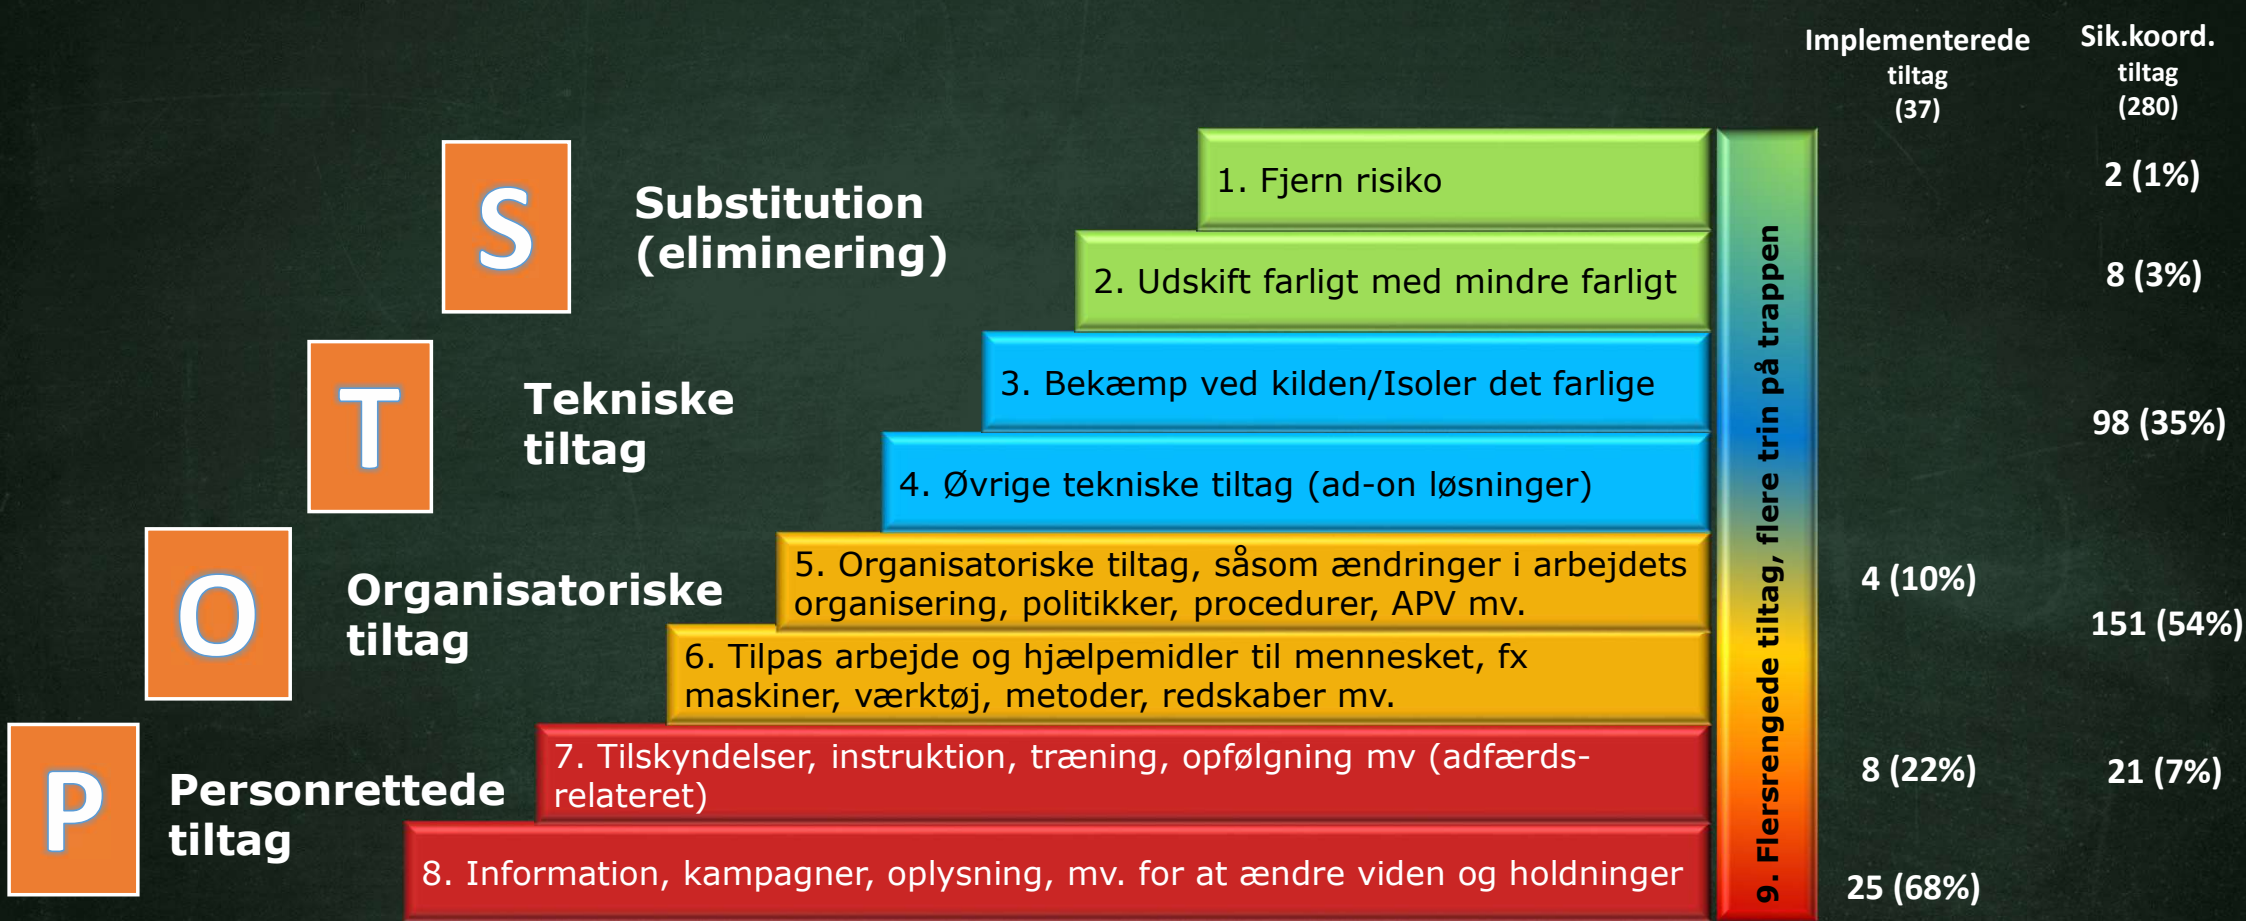 Implementerede
tiltag
(37)
Sik.koord.
tiltag
(280)
S
Substitution
(eliminering)
1. Fjern risiko
2 (1%)
2. Udskift farligt med mindre farligt
8 (3%)
T
Tekniske
tiltag
3. Bekæmp ved kilden/Isoler det farlige
98 (35%)
4. Øvrige tekniske tiltag (ad-on løsninger)
O
Organisatoriske
tiltag
5. Organisatoriske tiltag, såsom ændringer i arbejdets
organisering, politikker, procedurer, APV mv.
4 (10%)
151 (54%)
6. Tilpas arbejde og hjælpemidler til mennesket, fx
maskiner, værktøj, metoder, redskaber mv.
P
Personrettede
tiltag
7. Tilskyndelser, instruktion, træning, opfølgning mv (adfærds-
relateret)
8 (22%)
21 (7%)
8. Information, kampagner, oplysning, mv. for at ændre viden og holdninger
25 (68%)
9. Flersrengede tiltag, flere trin på trappen